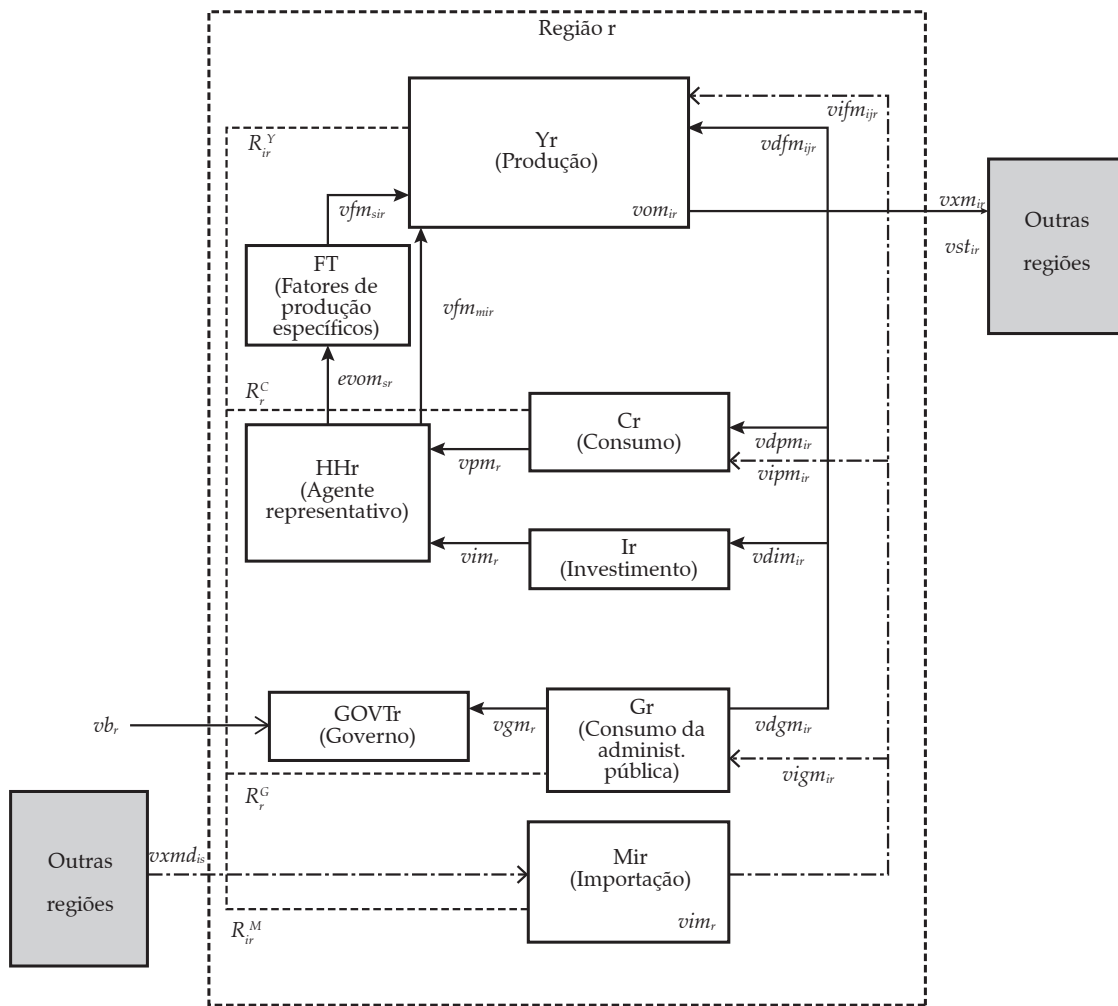 Região r
Yr
(Produção)
vom_ir
R_ir^Y
vifm_ijr
vdfm_ijr
vfm_sir
vxm_ir
vst_ir
Outras
regiões
FT
(Fatores de
produção
específicos)
vfm_mir
evom_sr
R_r^C
Cr
(Consumo)
vdpm_ir
vipm_ir
vpm_r
HHr
(Agente
representativo)
vim_r
Ir
(Investimento)
vdim_ir
vb_r
GOVTr
(Governo)
vgm_r
Gr
(Consumo da
administ.
pública)
vdgm_ir
vigm_ir
R_r^G
Outras
regiões
vxmd_is
Mir
(Importação)
vim_r
R_ir^M